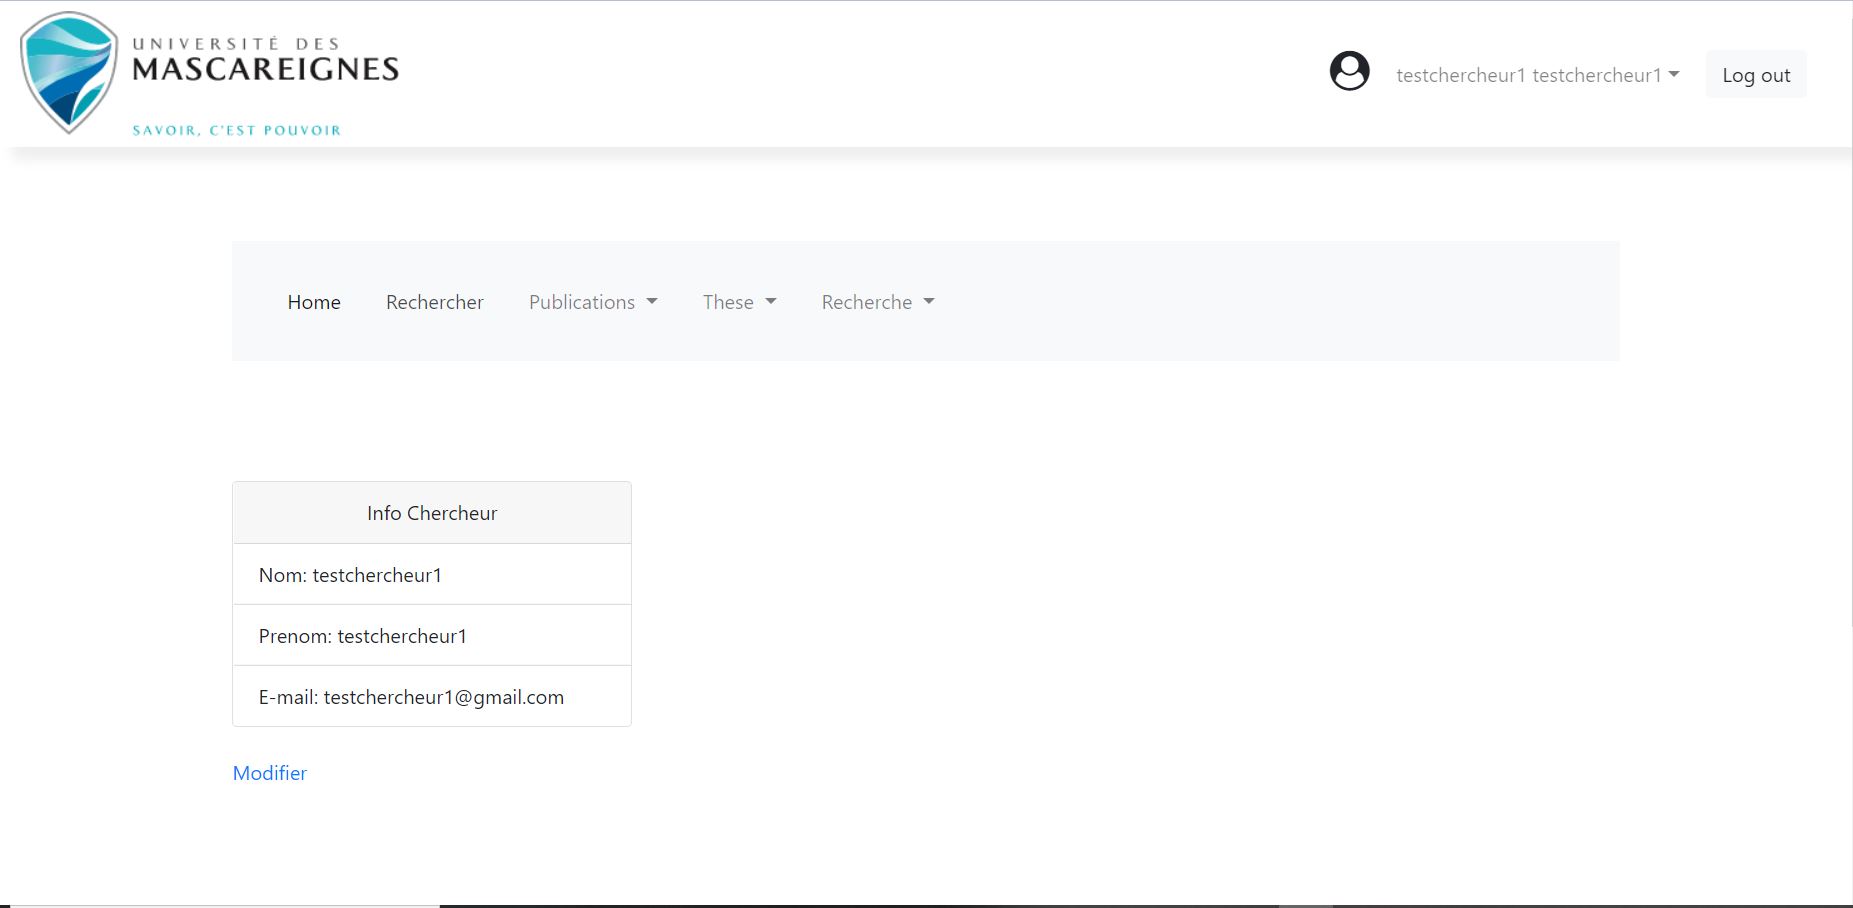 UNIVERSITÉ DES
MASCAREIGNES
SAVOIR, C'EST POUVOIR
testchercheur1 testchercheur1
Log out
Home Rechercher Publications These Recherche
Info Chercheur
Nom: testchercheur1
Prenom: testchercheur1
E-mail: testchercheur1@gmail.com
Modifier